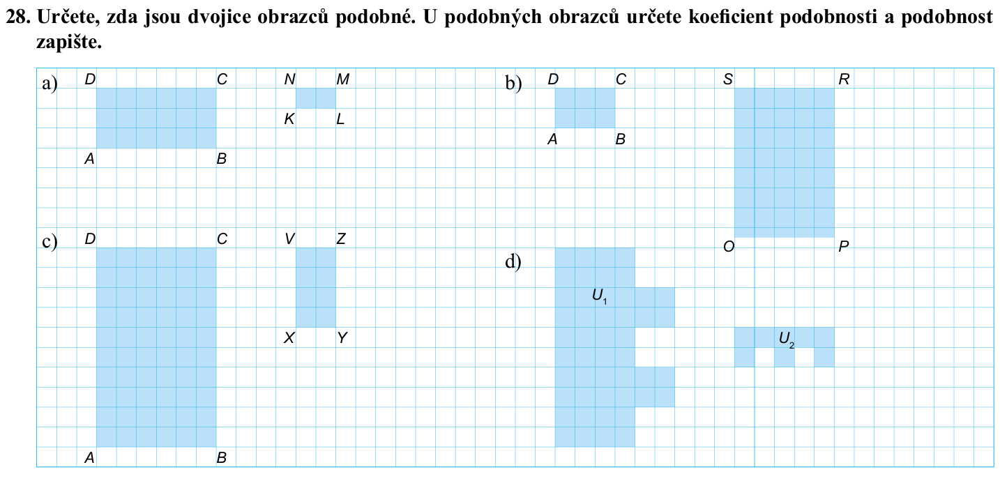 28. Určete, zda jsou dvojice obrazců podobné. U podobných obrazců určete koeficient podobnosti a podobnost
zapište.
a) D C N M b) D C S R
K L
A B
A B
c) D C V Z O P
d)
U₁
X Y U₂
A B